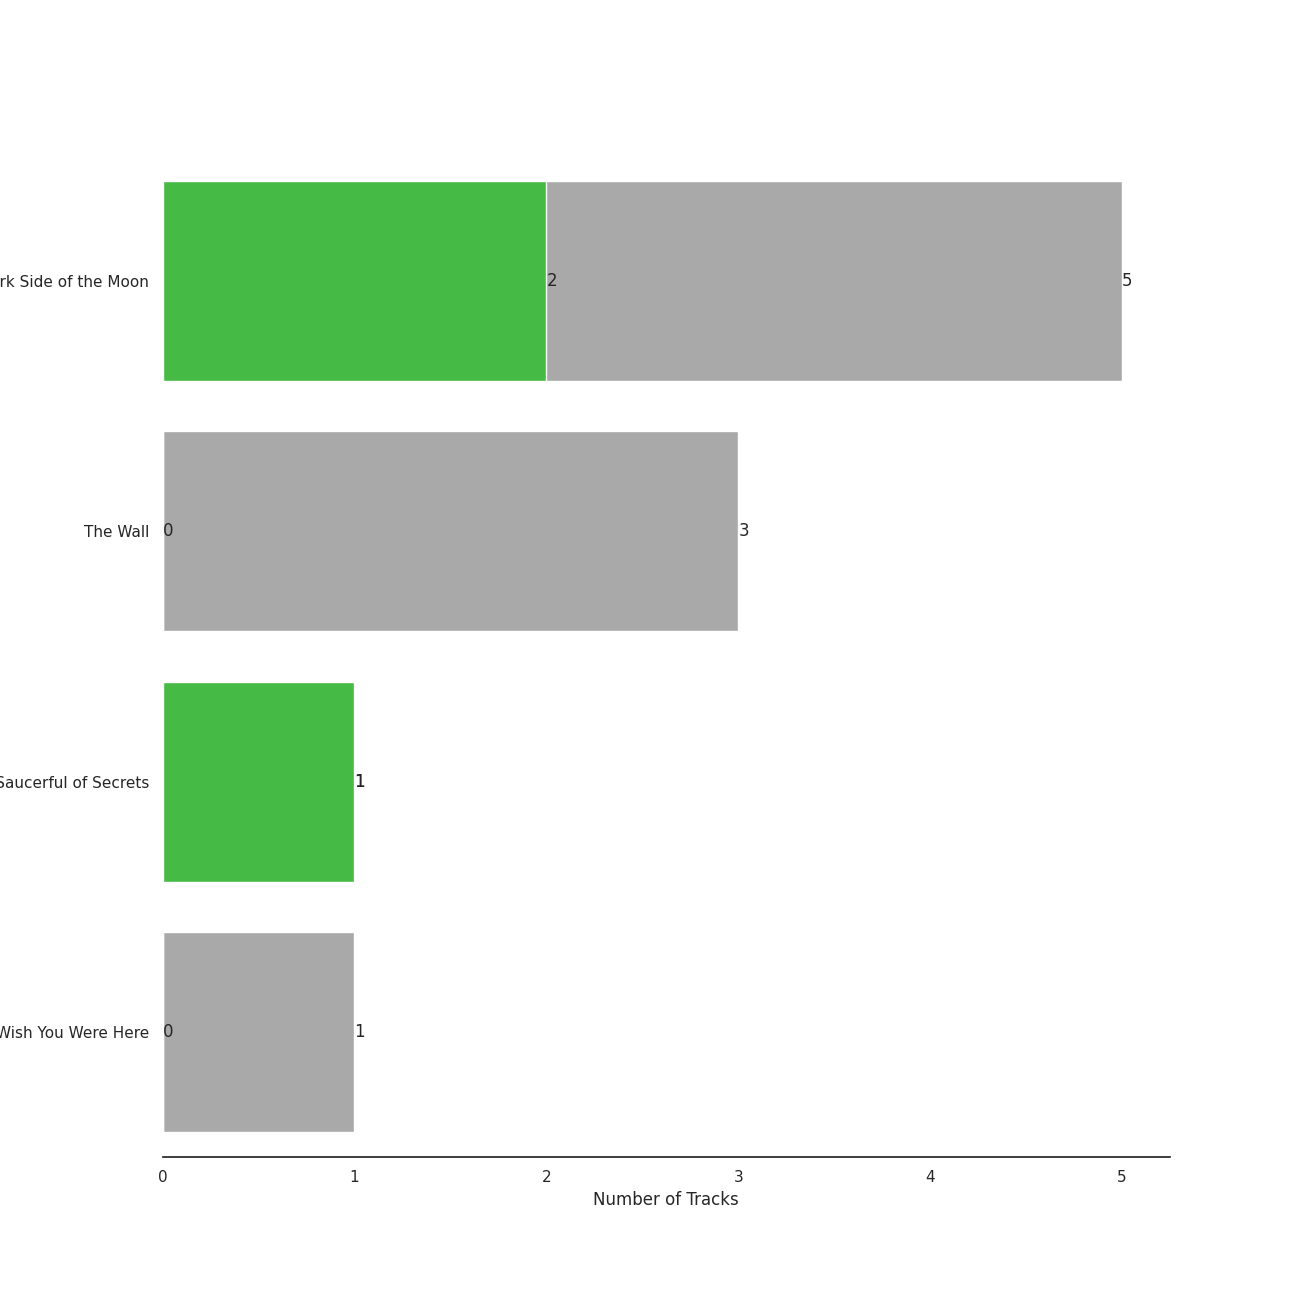 rk Side of the Moon 2 5
The Wall 0 3
Saucerful of Secrets 1
Wish You Were Here 0 1
0 1 2 3 4 5
Number of Tracks